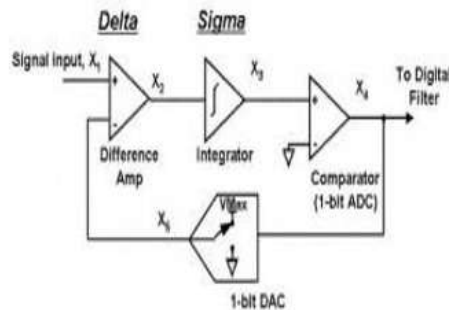 Delta
Sigma
Signal input, X1
X2
X3
X4
To Digital
Filter
+
-
∫
+
-
Difference
Amp
Integrator
Comparator
(1-bit ADC)
X5
VMax
1-bit DAC